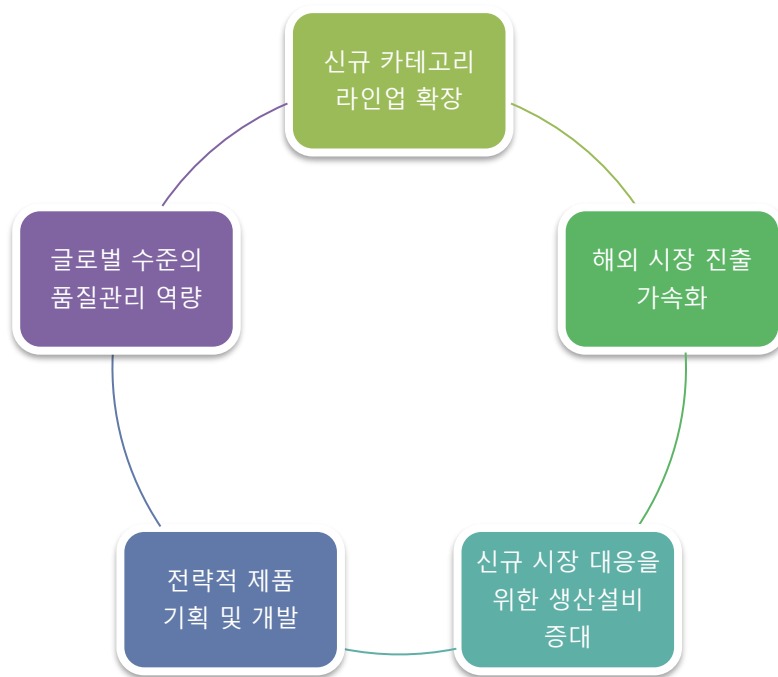 신규 카테고리
라인업 확장
해외 시장 진출
가속화
신규 시장 대응을
위한 생산설비
증대
전략적 제품
기획 및 개발
글로벌 수준의
품질관리 역량